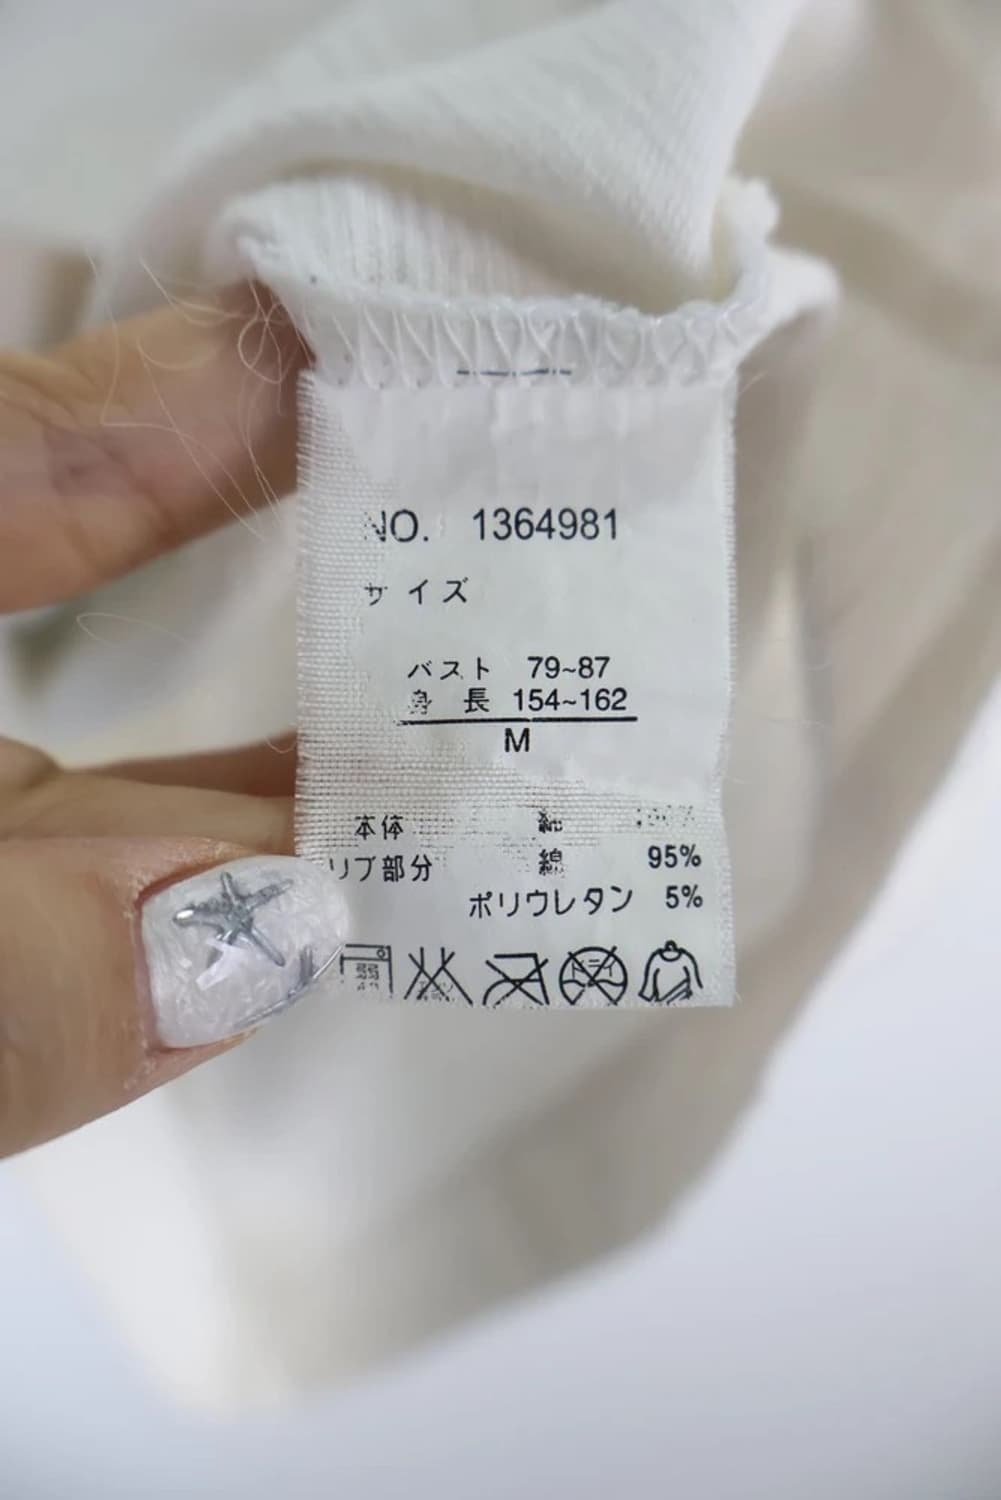 NO. 1364981
サイズ
バスト 79~87
身長 154~162
M
本体 綿
リブ部分 綿 95%
ポリウレタン 5%